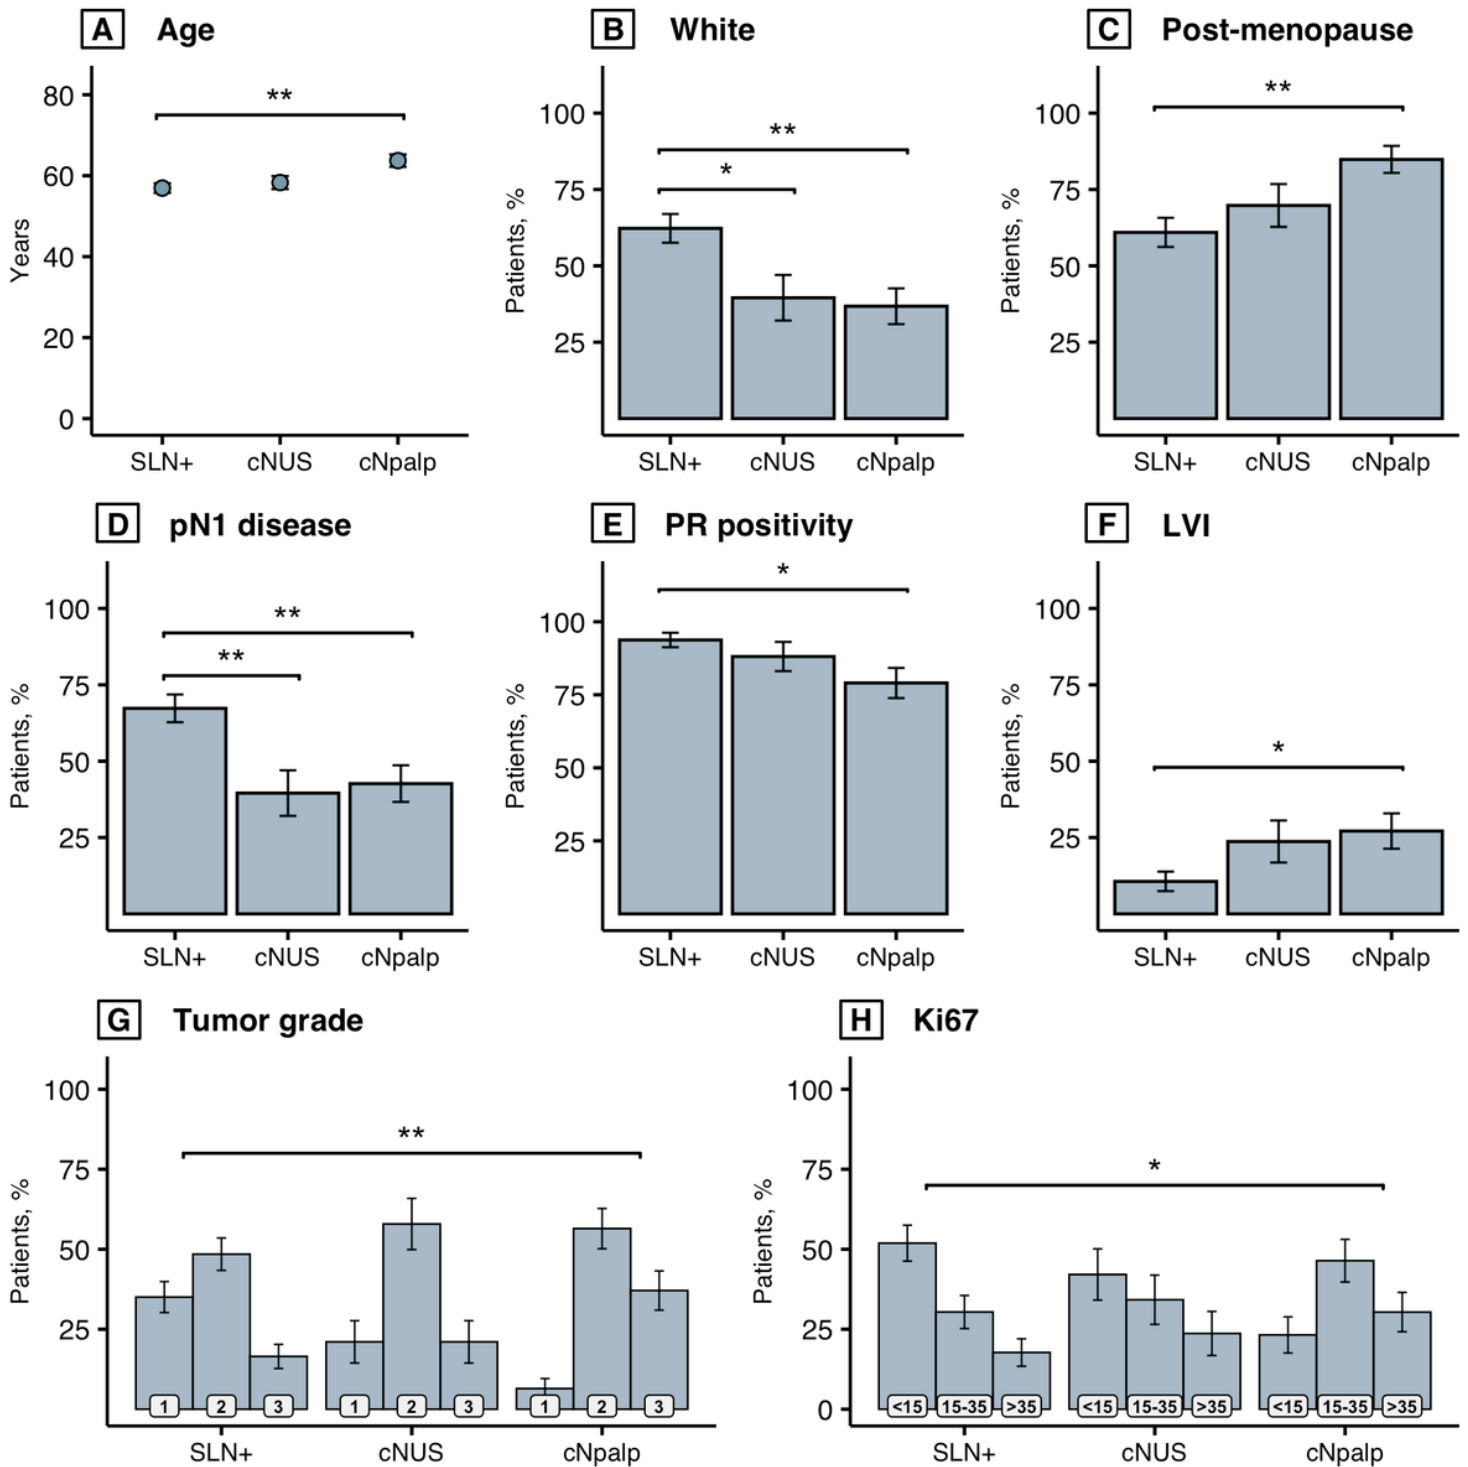 A Age
**
80
60
40
20
0
Years
SLN+ cNUS cNpalp
B White
**
*
100
75
50
25
Patients, %
SLN+ cNUS cNpalp
C Post-menopause
**
100
75
50
25
Patients, %
SLN+ cNUS cNpalp
D pN1 disease
**
**
100
75
50
25
Patients, %
SLN+ cNUS cNpalp
E PR positivity
*
100
75
50
25
Patients, %
SLN+ cNUS cNpalp
F LVI
*
100
75
50
25
Patients, %
SLN+ cNUS cNpalp
G Tumor grade
**
100
75
50
25
Patients, %
1 2 3 1 2 3 1 2 3
SLN+ cNUS cNpalp
H Ki67
*
100
75
50
25
0
Patients, %
<15 15-35 >35 <15 15-35 >35 <15 15-35 >35
SLN+ cNUS cNpalp